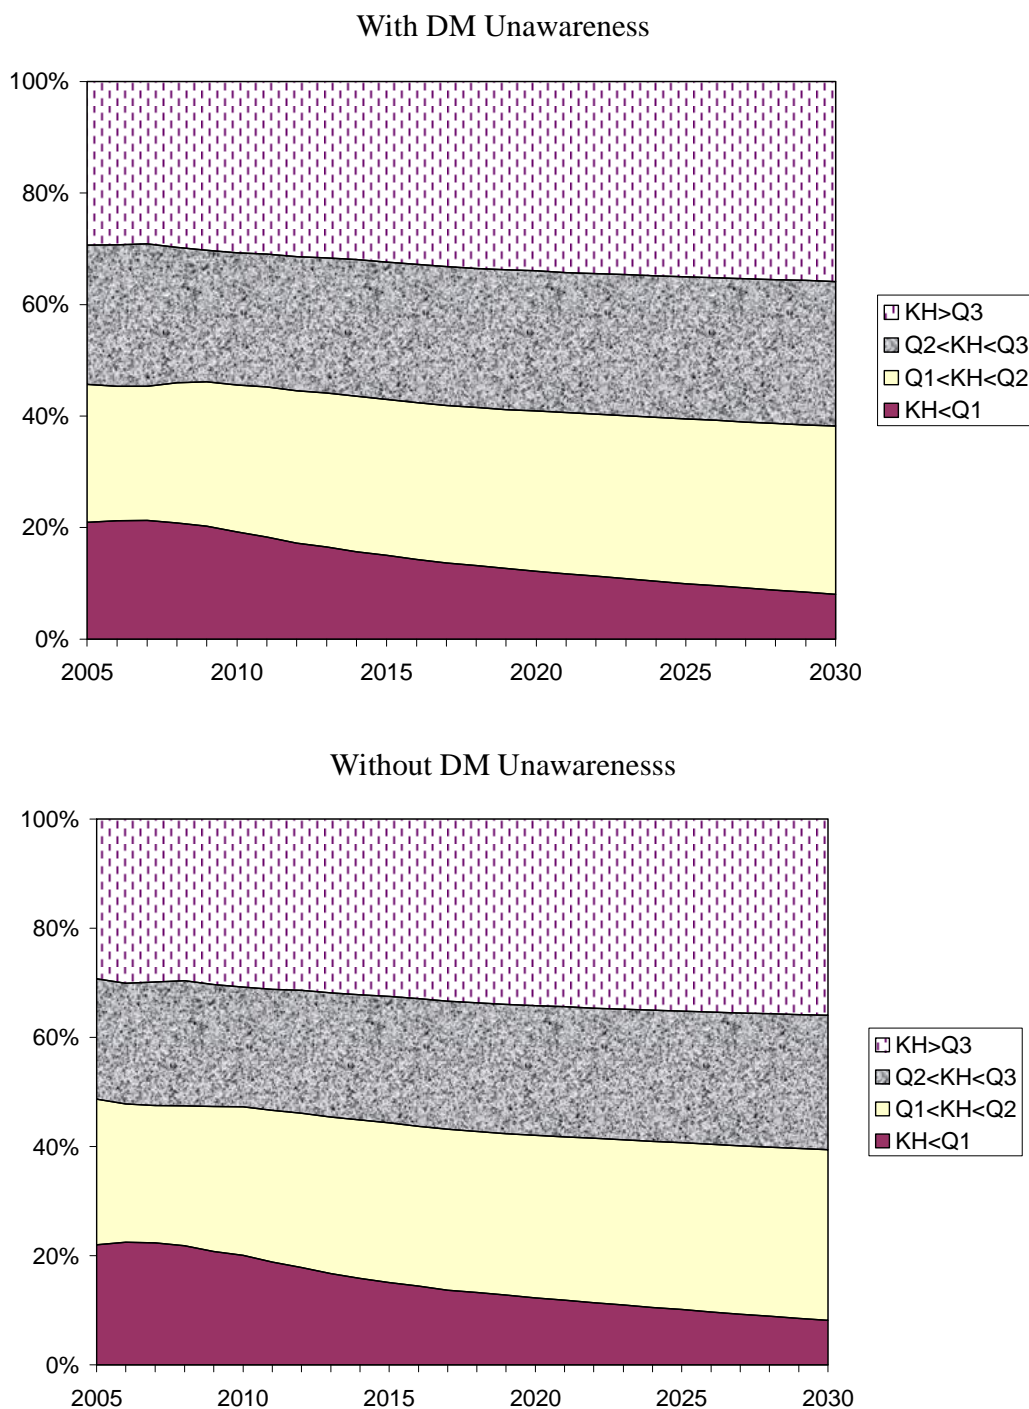 With DM Unawareness
100%
80%
60%
40%
20%
0%
2005 2010 2015 2020 2025 2030
KH>Q3
Q2<KH<Q3
Q1<KH<Q2
KH<Q1
Without DM Unawarenesss
100%
80%
60%
40%
20%
0%
2005 2010 2015 2020 2025 2030
KH>Q3
Q2<KH<Q3
Q1<KH<Q2
KH<Q1